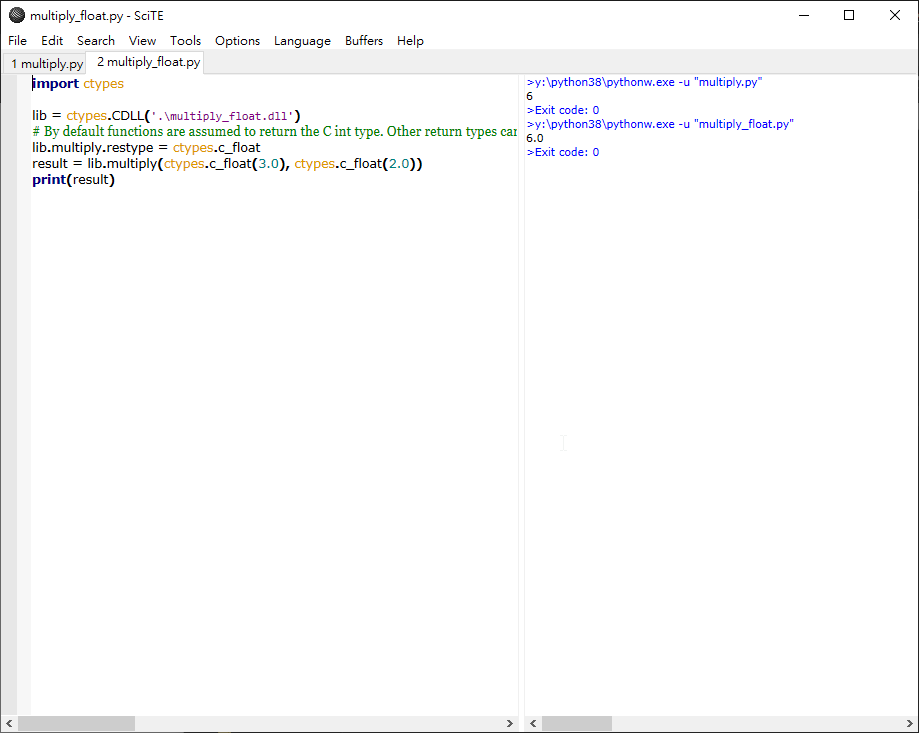 multiply_float.py - SciTE
File Edit Search View Tools Options Language Buffers Help
1 multiply.py 2 multiply_float.py
import ctypes
lib = ctypes.CDLL('.\multiply_float.dll')
# By default functions are assumed to return the C int type. Other return types can
lib.multiply.restype = ctypes.c_float
result = lib.multiply(ctypes.c_float(3.0), ctypes.c_float(2.0))
print(result)
>y:\python38\pythonw.exe -u "multiply.py"
6
>Exit code: 0
>y:\python38\pythonw.exe -u "multiply_float.py"
6.0
>Exit code: 0